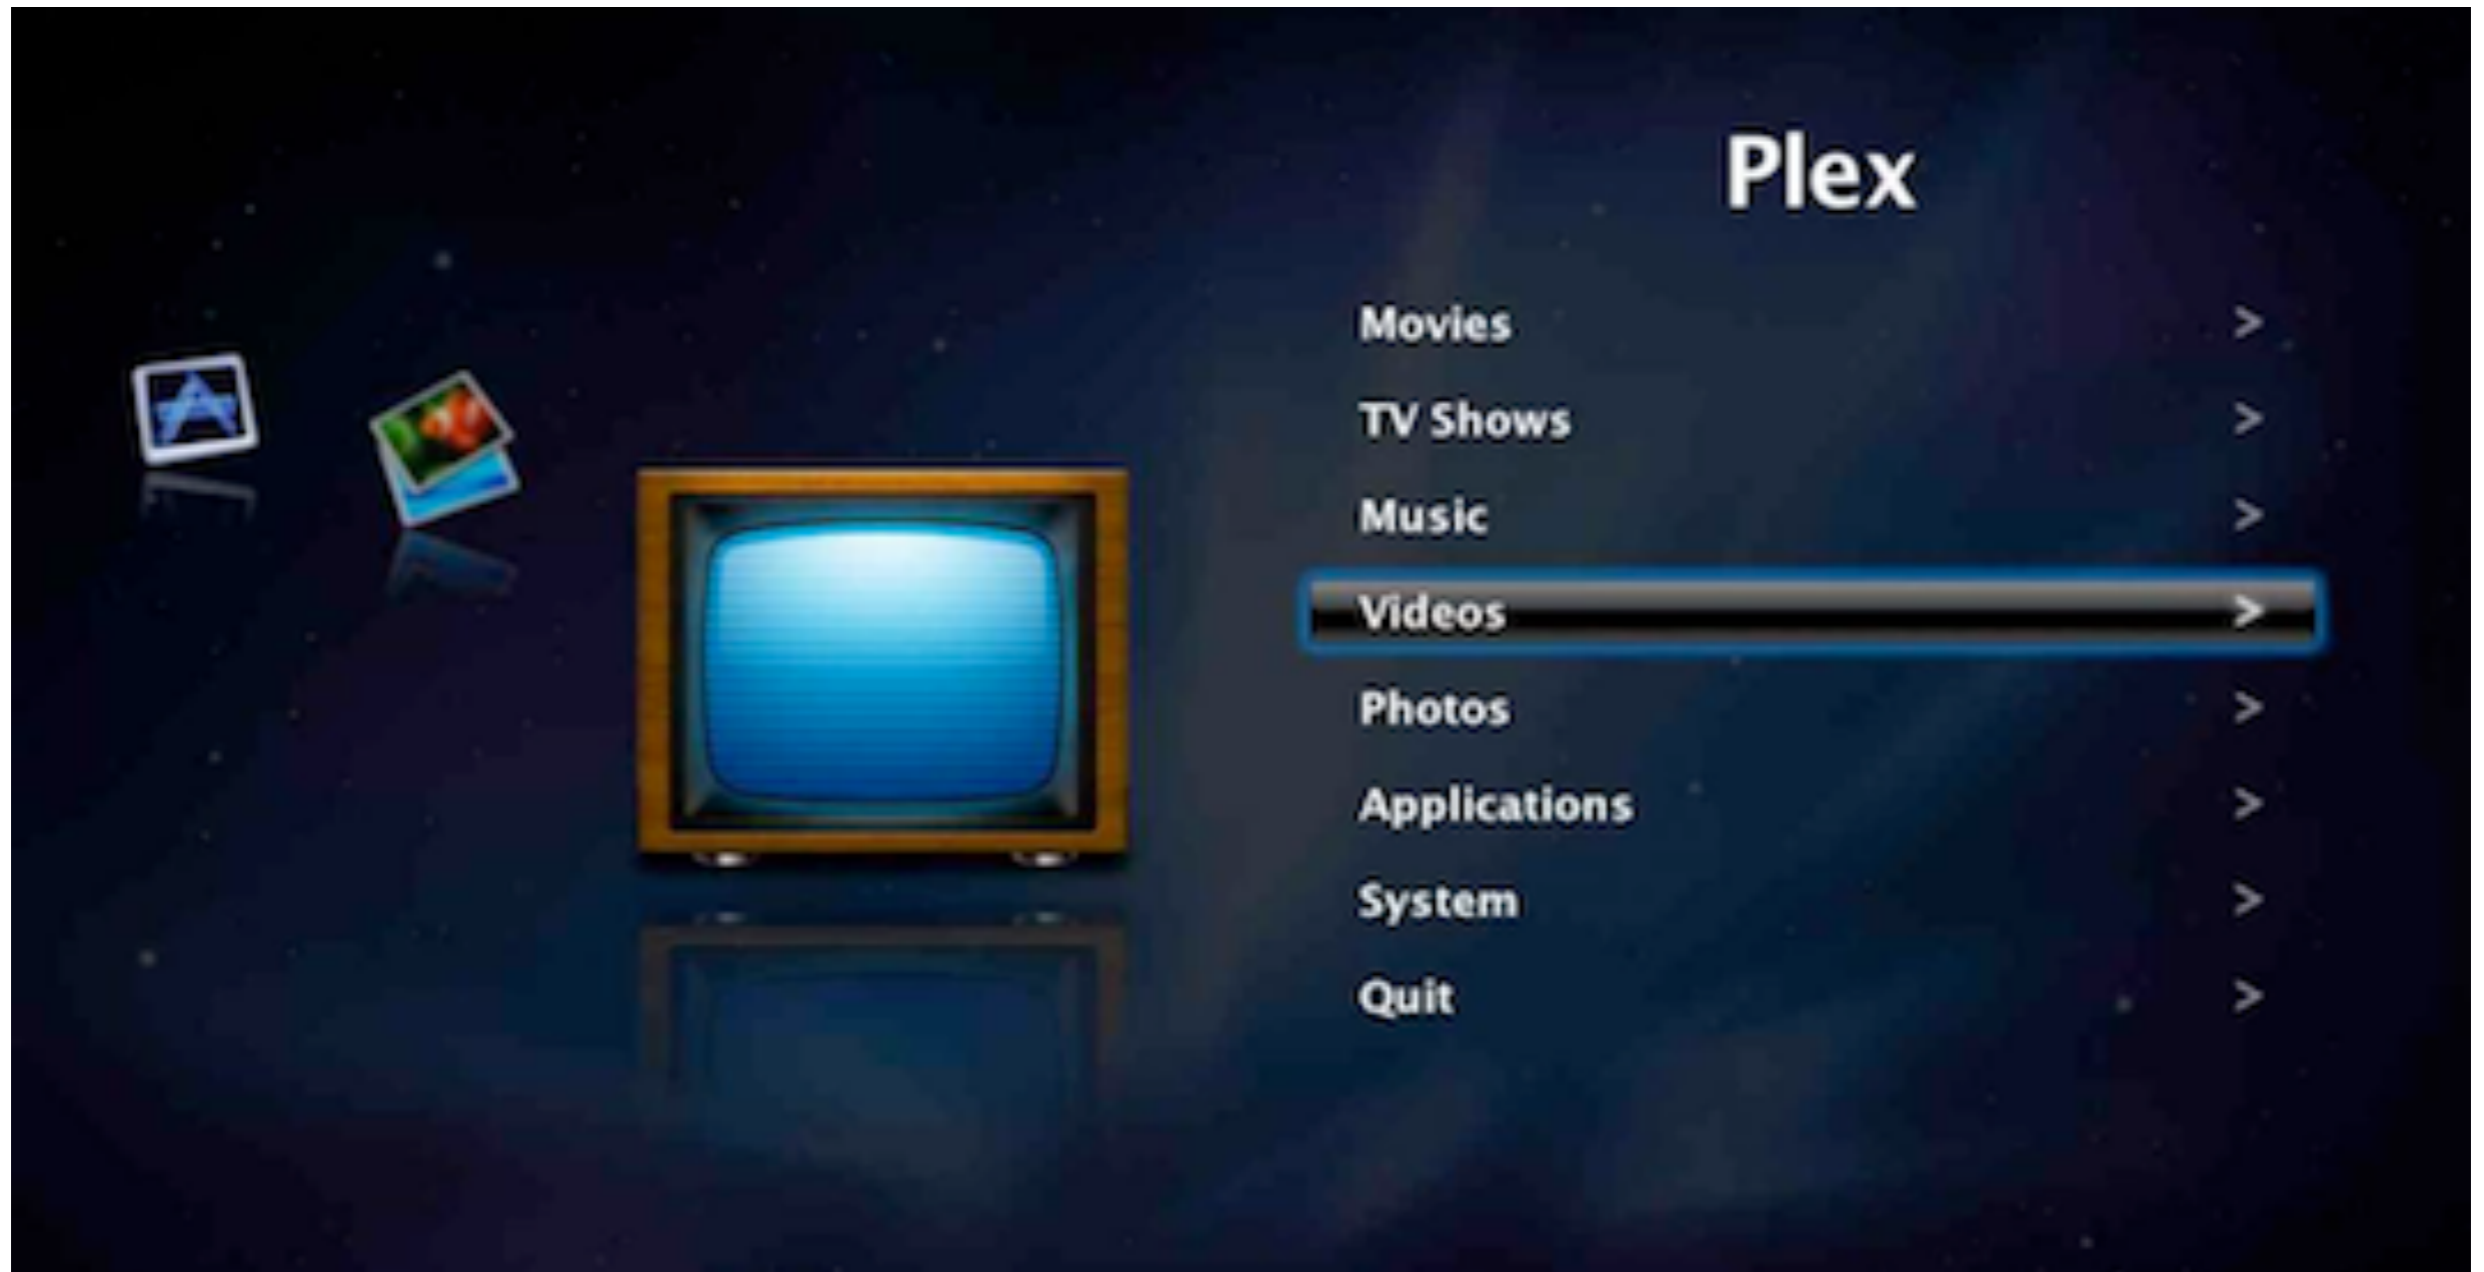 Plex
Movies >
TV Shows >
Music >
Videos >
Photos >
Applications >
System >
Quit >